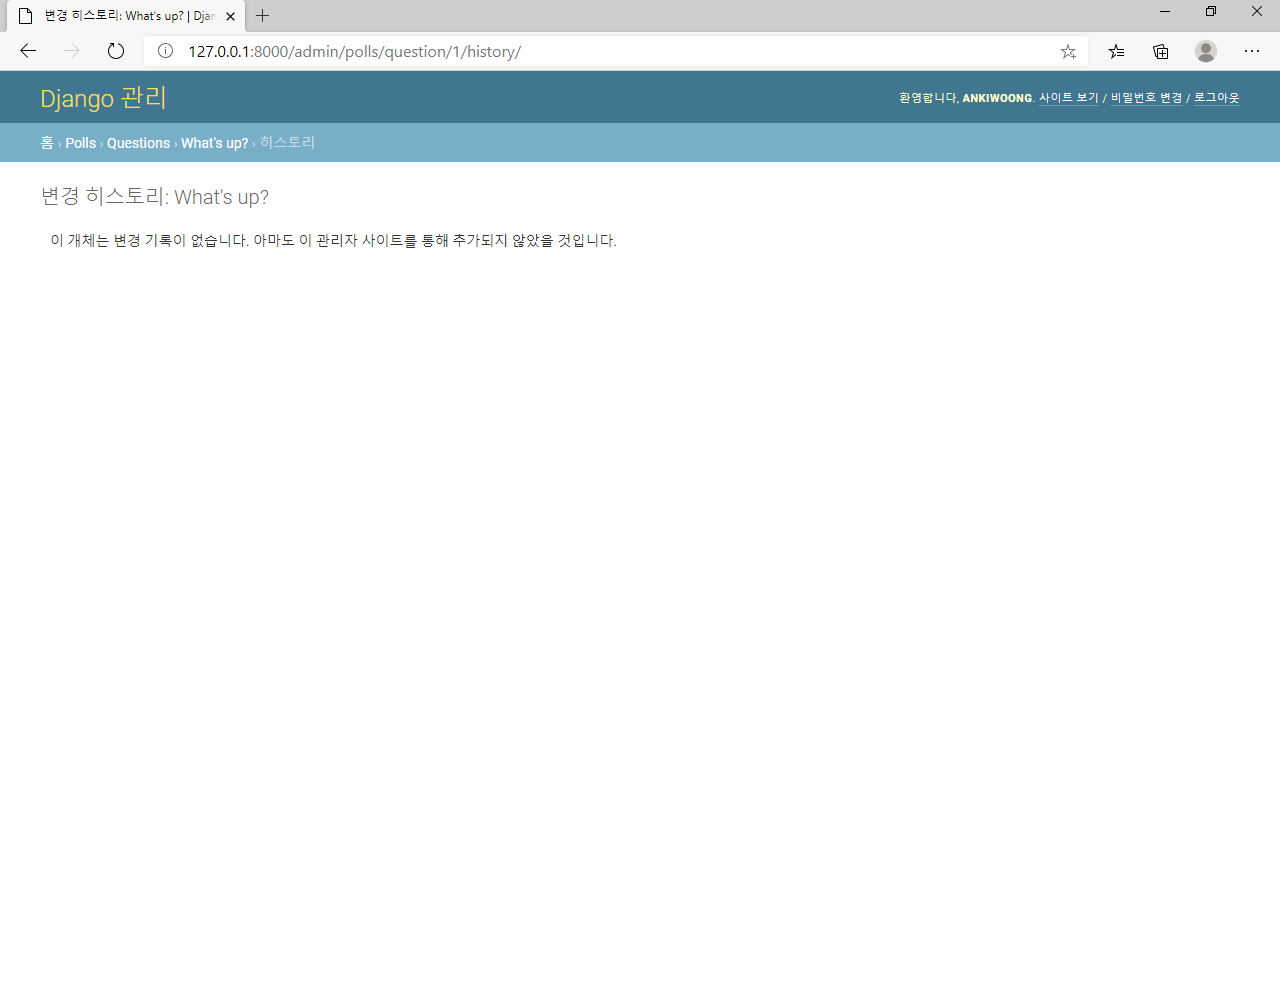 변경 히스토리: What's up? | Djan
127.0.0.1:8000/admin/polls/question/1/history/
Django 관리
환영합니다, ANKIWOONG. 사이트 보기 / 비밀번호 변경 / 로그아웃
홈 › Polls › Questions › What's up? › 히스토리
변경 히스토리: What's up?
이 개체는 변경 기록이 없습니다. 아마도 이 관리자 사이트를 통해 추가되지 않았을 것입니다.